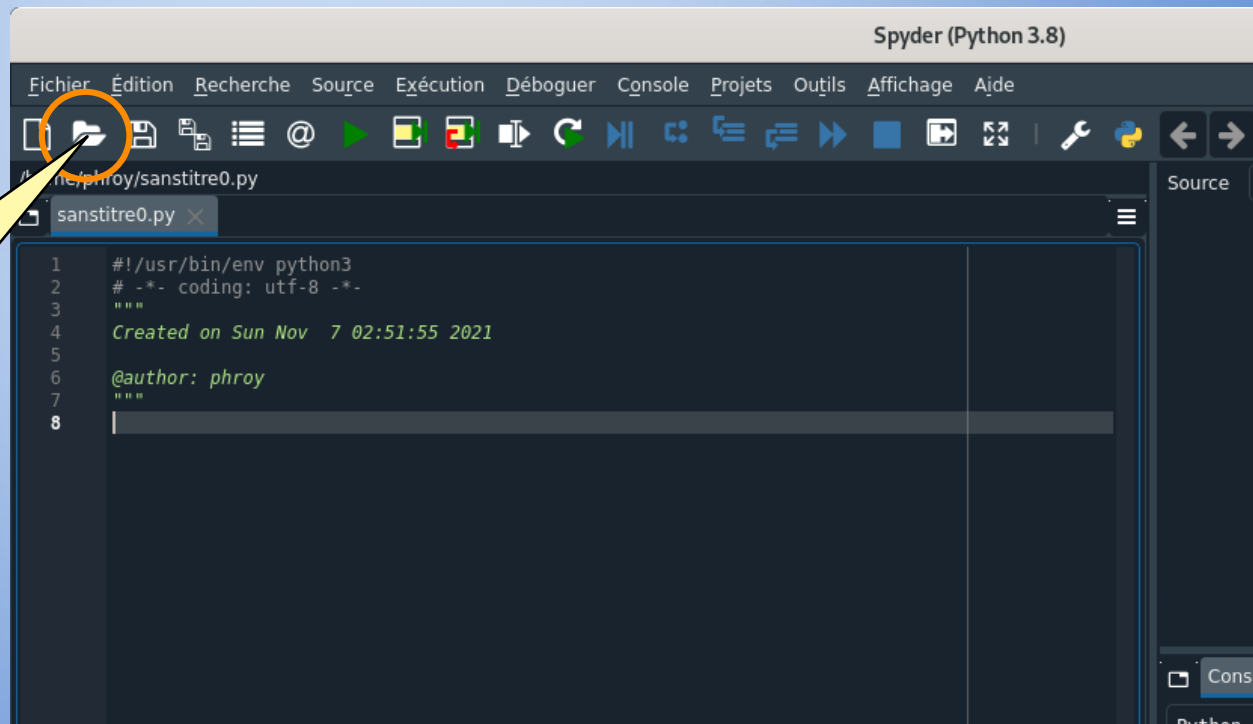 Spyder (Python 3.8)
Fichier Édition Recherche Source Exécution Déboguer Console Projets Outils Affichage Aide
/home/phroy/sanstitre0.py
Source
sanstitre0.py
1 #!/usr/bin/env python3
2 # -*- coding: utf-8 -*-
3 """
4 Created on Sun Nov  7 02:51:55 2021
5
6 @author: phroy
7 """
8
Cons
Python